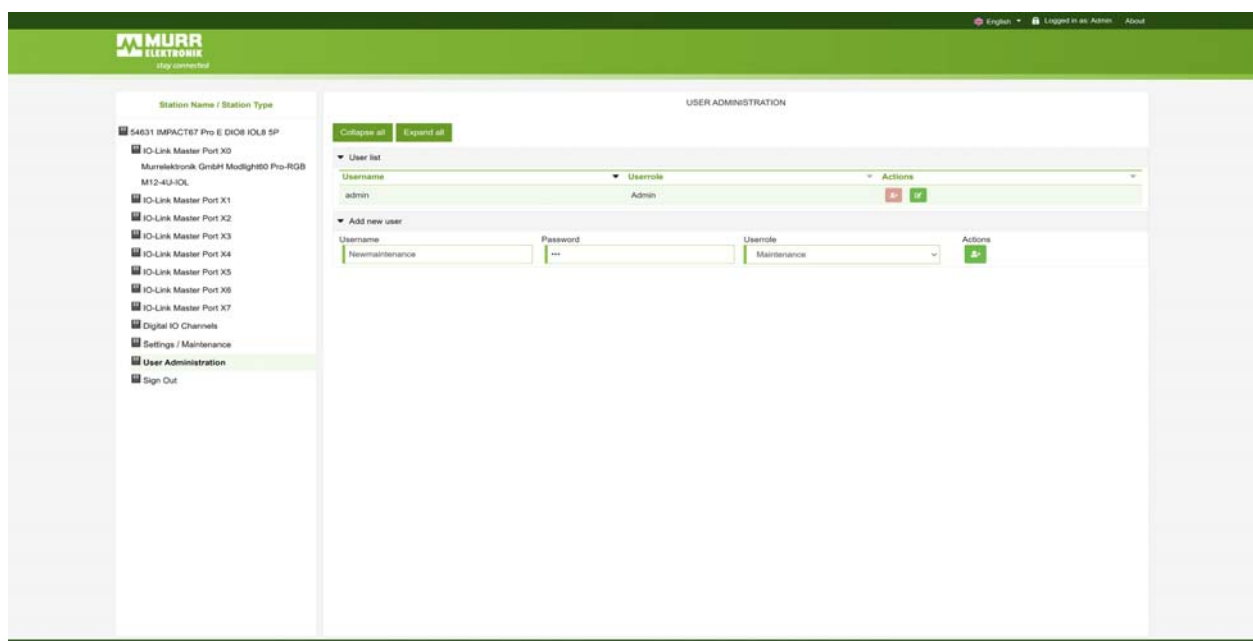 English Logged in as: Admin About
MURR
ELEKTRONIK
stay connected
Station Name / Station Type
54631 IMPACT67 Pro E DIO8 IOL8 5P
IO-Link Master Port X0
Murrelektronik GmbH Modlight60 Pro-RGB
M12-4U-IOL
IO-Link Master Port X1
IO-Link Master Port X2
IO-Link Master Port X3
IO-Link Master Port X4
IO-Link Master Port X5
IO-Link Master Port X6
IO-Link Master Port X7
Digital IO Channels
Settings / Maintenance
User Administration
Sign Out
USER ADMINISTRATION
Collapse all Expand all
User list
Username Userrole Actions
admin Admin
Add new user
Username Password Userrole Actions
Newmaintenance ••• Maintenance